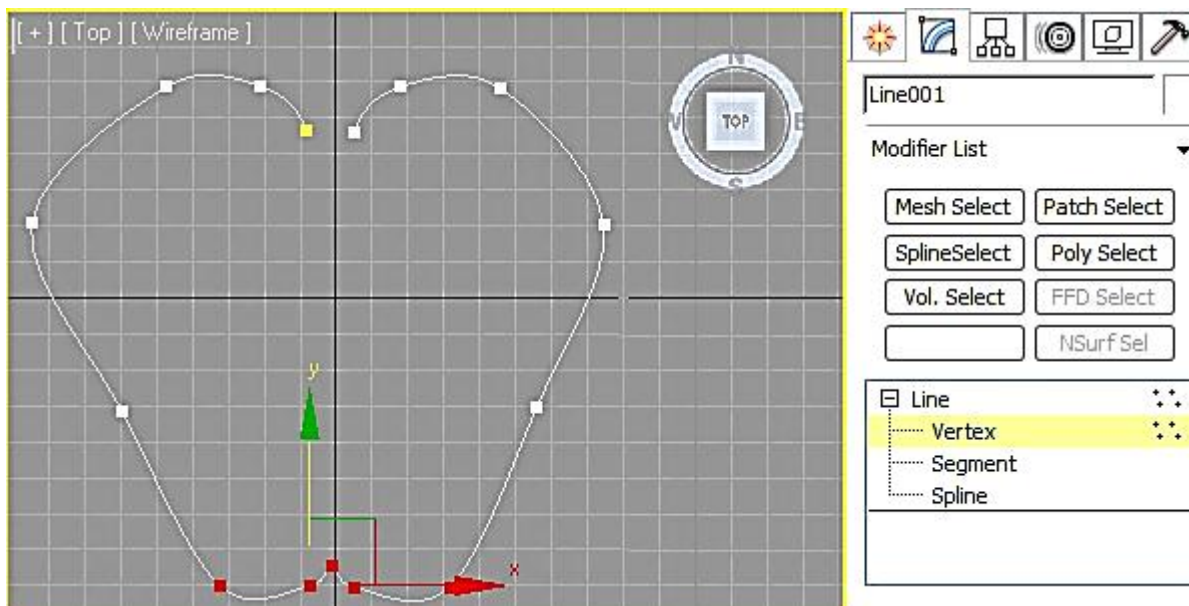 [ + ] [ Top ] [ Wireframe ]
N
TOP
E
S
y
x
Line001
Modifier List
Mesh Select
Patch Select
SplineSelect
Poly Select
Vol. Select
FFD Select
NSurf Sel
Line
Vertex
Segment
Spline